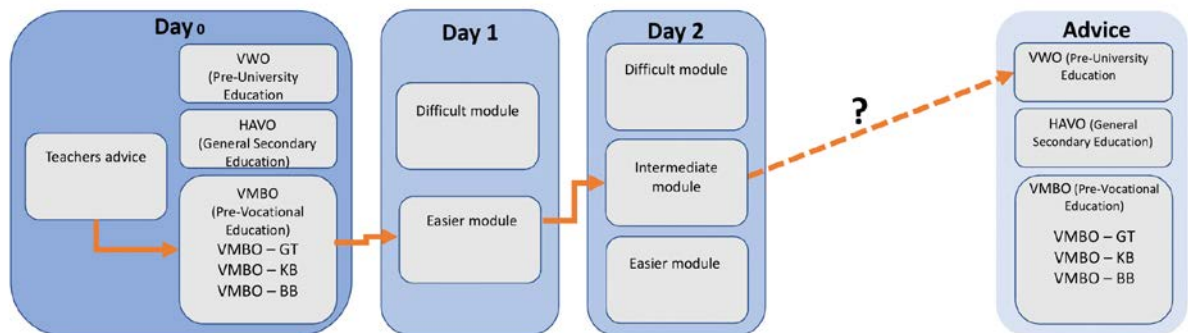 Day 0
VWO
(Pre-University
Education
HAVO
(General Secondary
Education)
Teachers advice
VMBO
(Pre-Vocational
Education)
VMBO – GT
VMBO – KB
VMBO – BB
Day 1
Difficult module
Easier module
Day 2
Difficult module
Intermediate
module
Easier module
?
Advice
VWO (Pre-University
Education
HAVO (General
Secondary Education)
VMBO (Pre-Vocational
Education)
VMBO – GT
VMBO – KB
VMBO – BB